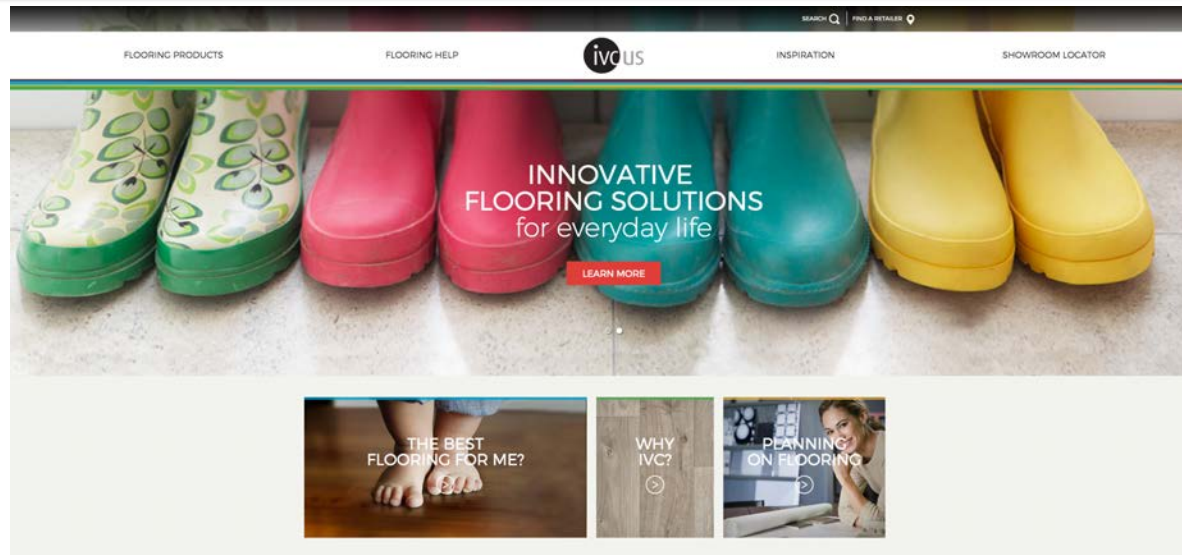 SEARCH
FIND A RETAILER
FLOORING PRODUCTS
FLOORING HELP
ivc US
INSPIRATION
SHOWROOM LOCATOR
INNOVATIVE
FLOORING SOLUTIONS
for everyday life
LEARN MORE
THE BEST
FLOORING FOR ME?
WHY
IVC?
PLANNING
ON FLOORING